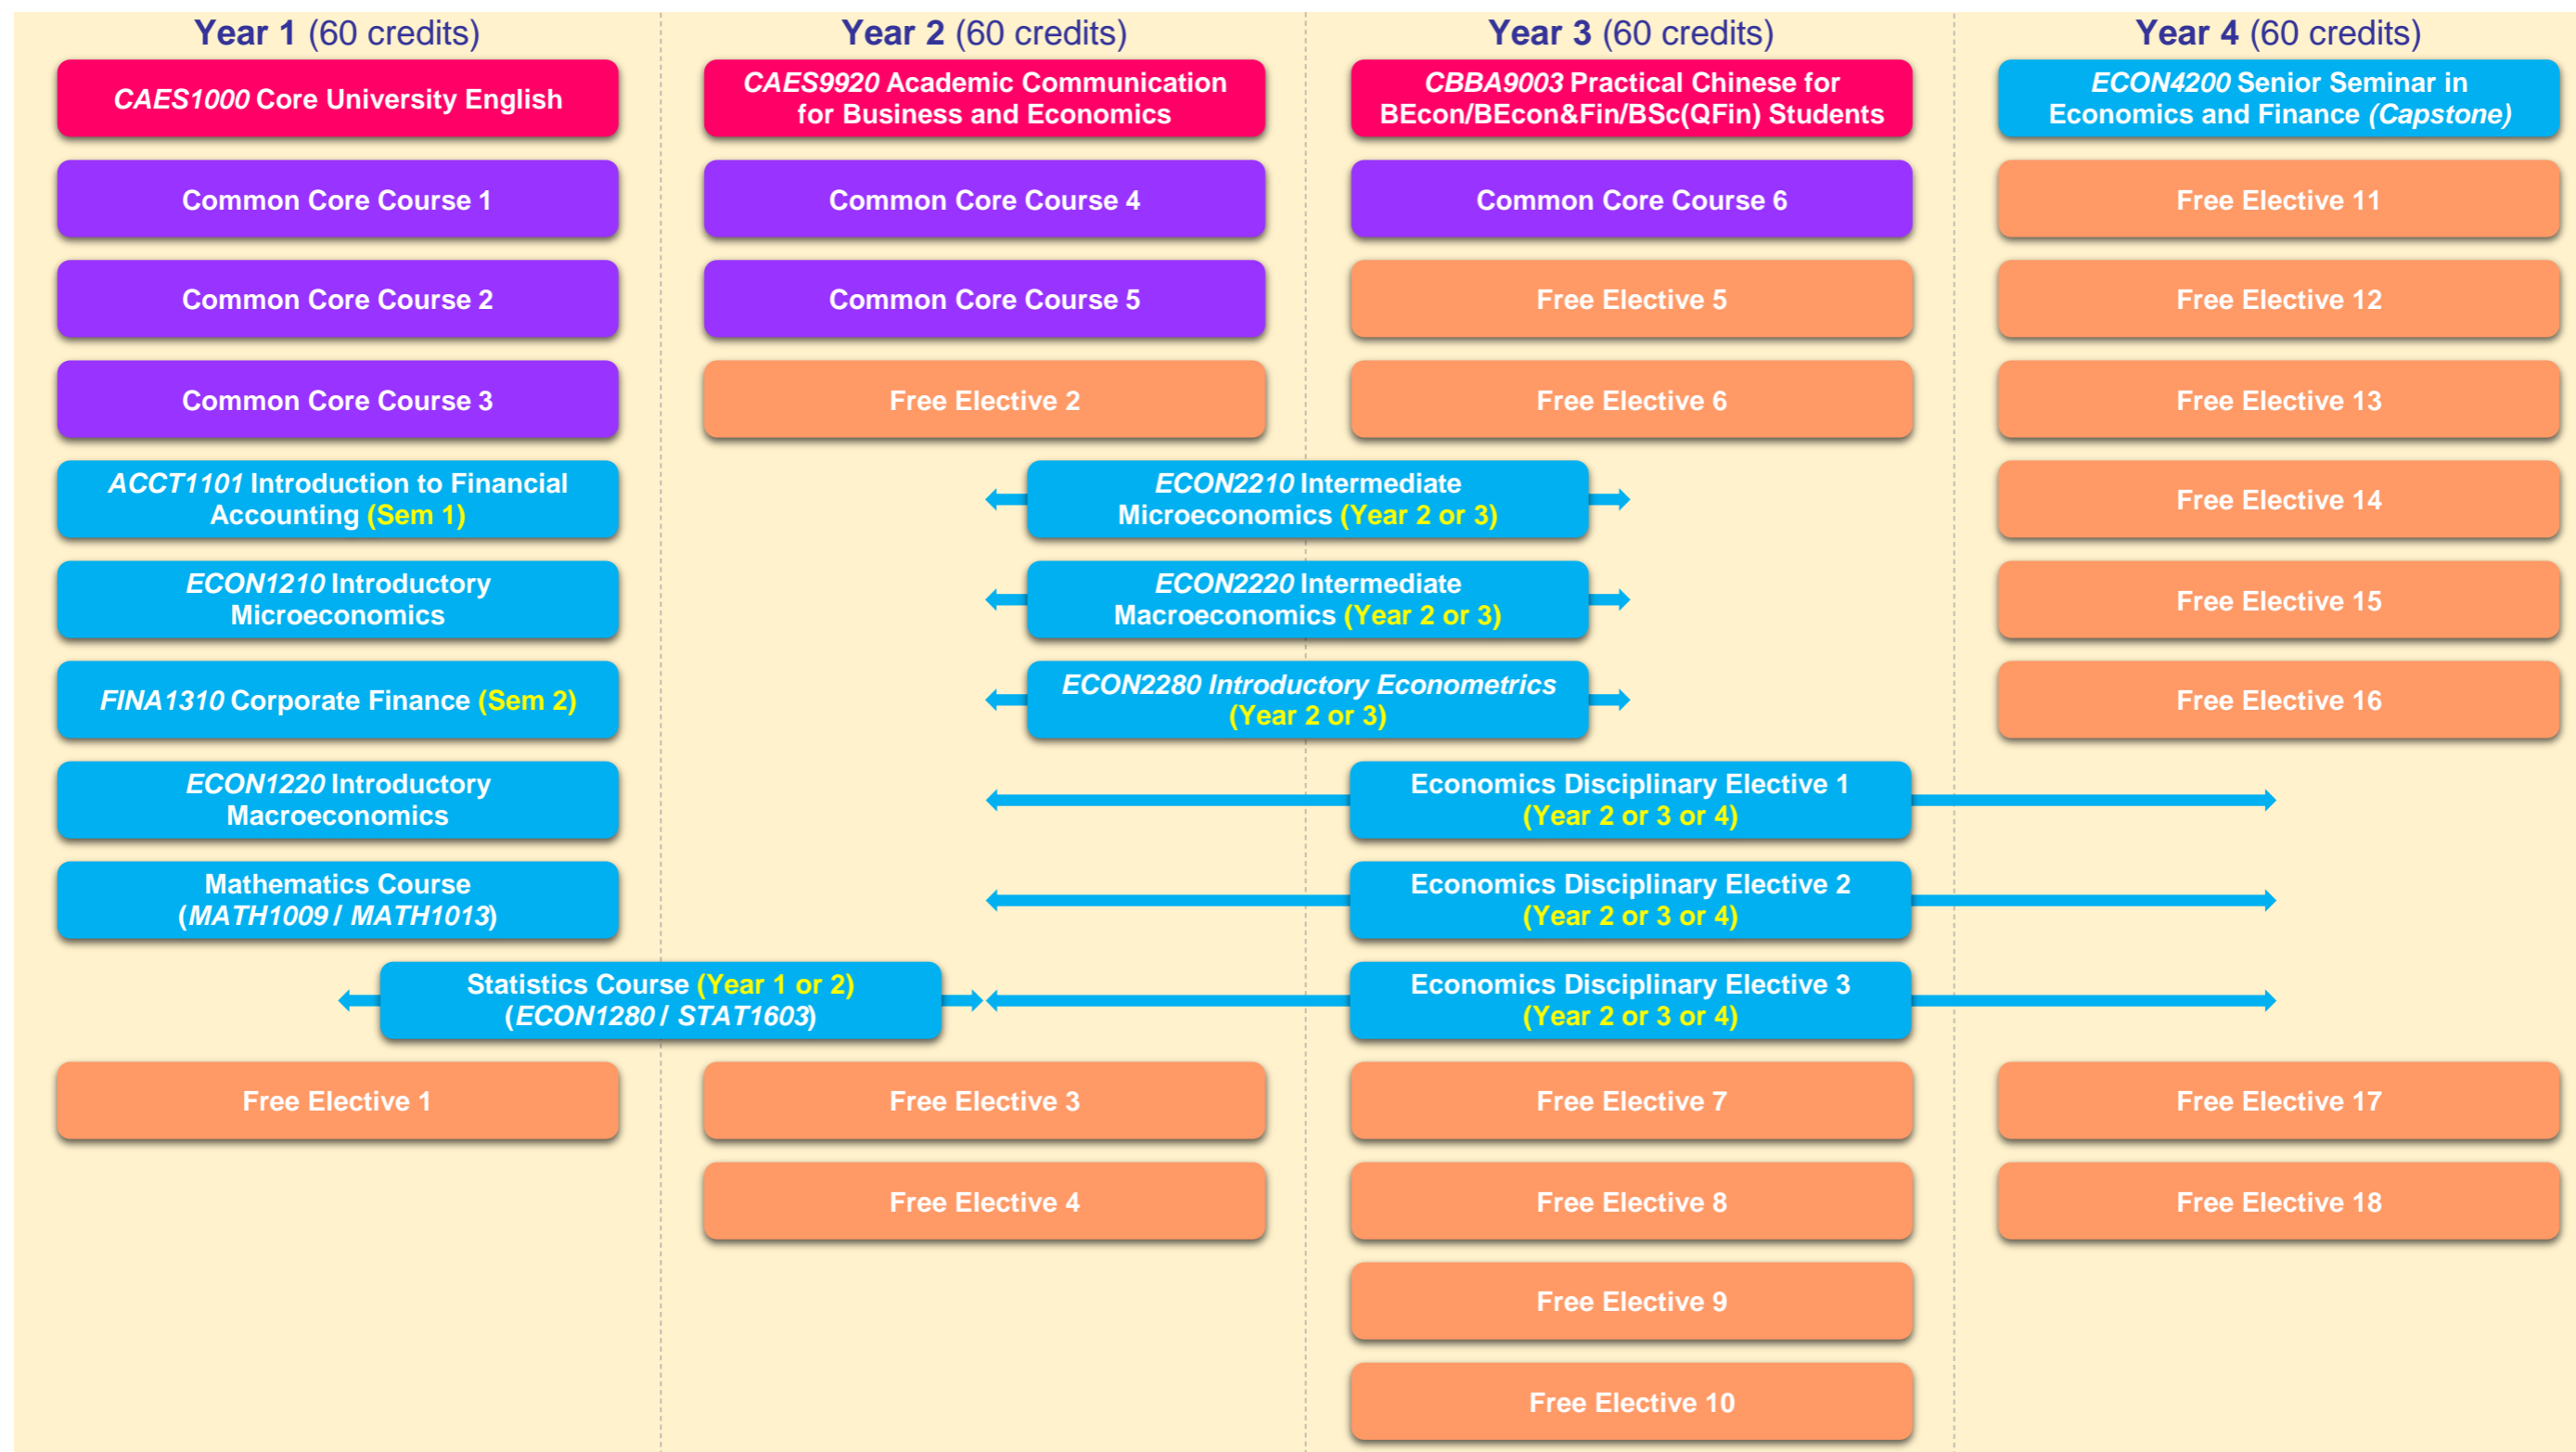 Year 1 (60 credits)
CAES1000 Core University English
Common Core Course 1
Common Core Course 2
Common Core Course 3
ACCT1101 Introduction to Financial
Accounting (Sem 1)
ECON1210 Introductory
Microeconomics
FINA1310 Corporate Finance (Sem 2)
ECON1220 Introductory
Macroeconomics
Mathematics Course
(MATH1009 / MATH1013)
Statistics Course (Year 1 or 2)
(ECON1280 / STAT1603)
Free Elective 1
Year 2 (60 credits)
CAES9920 Academic Communication
for Business and Economics
Common Core Course 4
Common Core Course 5
Free Elective 2
ECON2210 Intermediate
Microeconomics (Year 2 or 3)
ECON2220 Intermediate
Macroeconomics (Year 2 or 3)
ECON2280 Introductory Econometrics
(Year 2 or 3)
Free Elective 3
Free Elective 4
Year 3 (60 credits)
CBBA9003 Practical Chinese for
BEcon/BEcon&Fin/BSc(QFin) Students
Common Core Course 6
Free Elective 5
Free Elective 6
Economics Disciplinary Elective 1
(Year 2 or 3 or 4)
Economics Disciplinary Elective 2
(Year 2 or 3 or 4)
Economics Disciplinary Elective 3
(Year 2 or 3 or 4)
Free Elective 7
Free Elective 8
Free Elective 9
Free Elective 10
Year 4 (60 credits)
ECON4200 Senior Seminar in
Economics and Finance (Capstone)
Free Elective 11
Free Elective 12
Free Elective 13
Free Elective 14
Free Elective 15
Free Elective 16
Free Elective 17
Free Elective 18